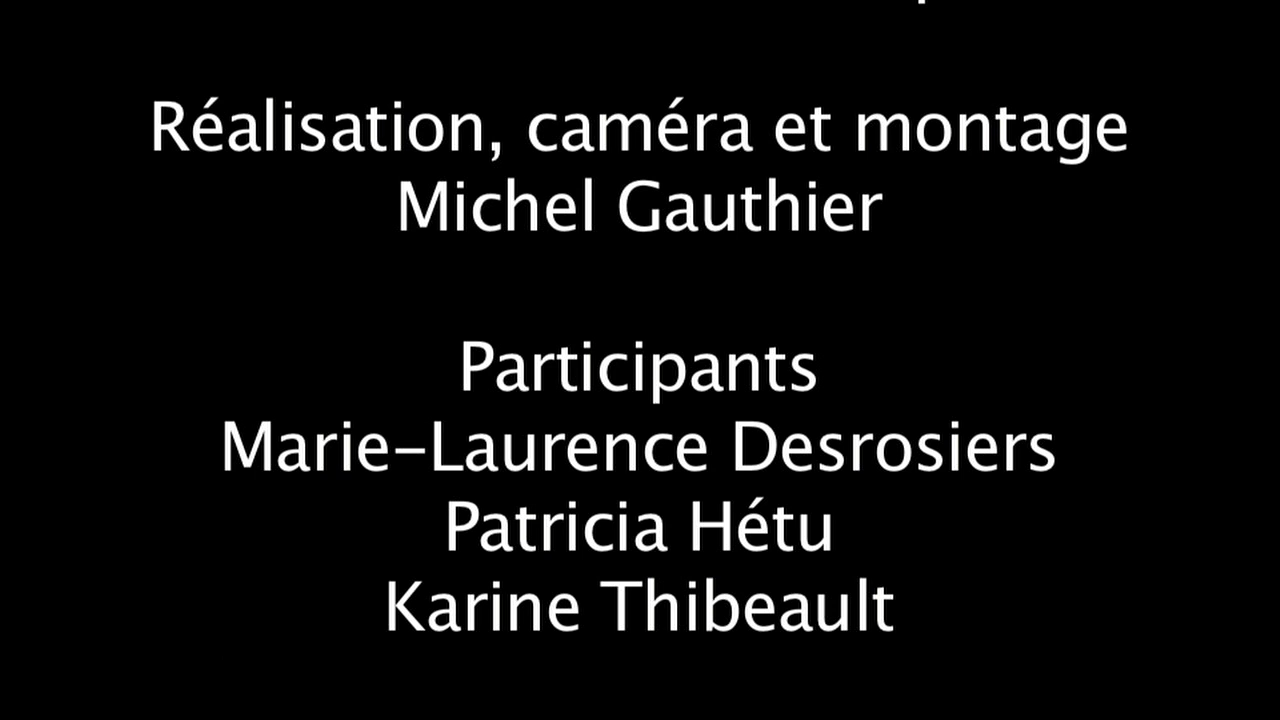 Réalisation, caméra et montage
Michel Gauthier
Participants
Marie-Laurence Desrosiers
Patricia Hétu
Karine Thibeault